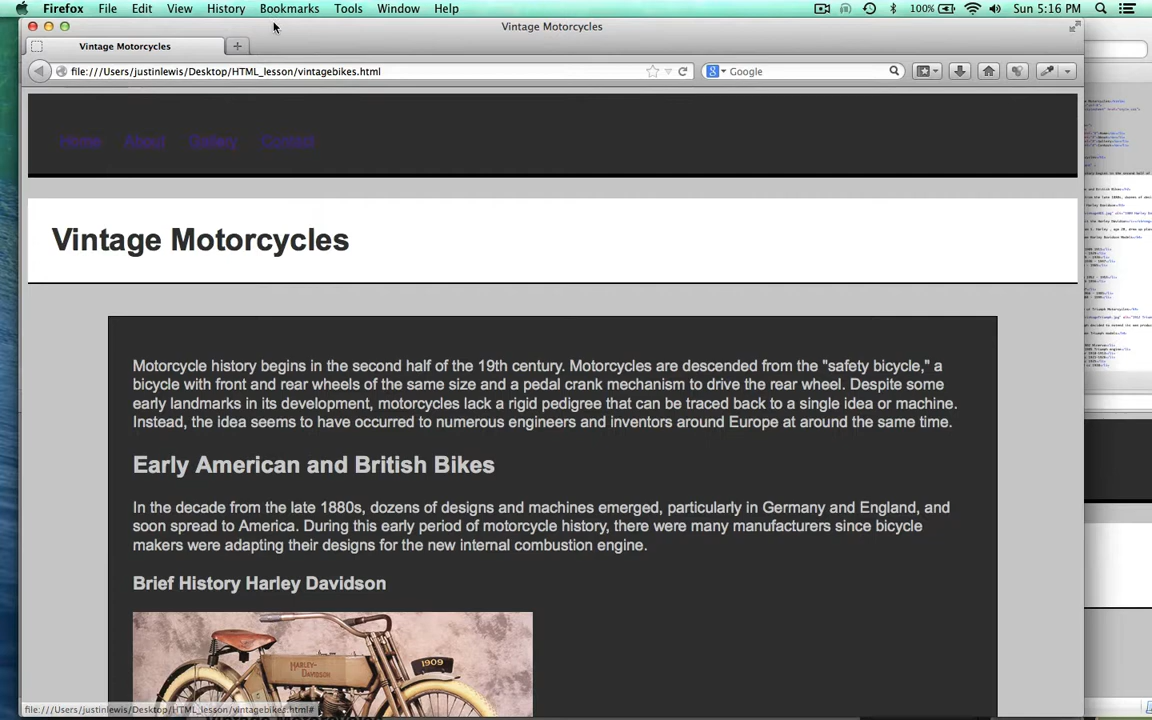 Firefox File Edit View History Bookmarks Tools Window Help 100% Sun 5:16 PM
Vintage Motorcycles
Vintage Motorcycles
file:///Users/justinlewis/Desktop/HTML_lesson/vintagebikes.html Google
Home About Gallery Contact
Vintage Motorcycles
Motorcycle history begins in the second half of the 19th century. Motorcycles are descended from the "safety bicycle," a
bicycle with front and rear wheels of the same size and a pedal crank mechanism to drive the rear wheel. Despite some
early landmarks in its development, motorcycles lack a rigid pedigree that can be traced back to a single idea or machine.
Instead, the idea seems to have occurred to numerous engineers and inventors around Europe at around the same time.
Early American and British Bikes
In the decade from the late 1880s, dozens of designs and machines emerged, particularly in Germany and England, and
soon spread to America. During this early period of motorcycle history, there were many manufacturers since bicycle
makers were adapting their designs for the new internal combustion engine.
Brief History Harley Davidson
HARLEY-DAVIDSON
1909
file:///Users/justinlewis/Desktop/HTML_lesson/vintagebikes.html#